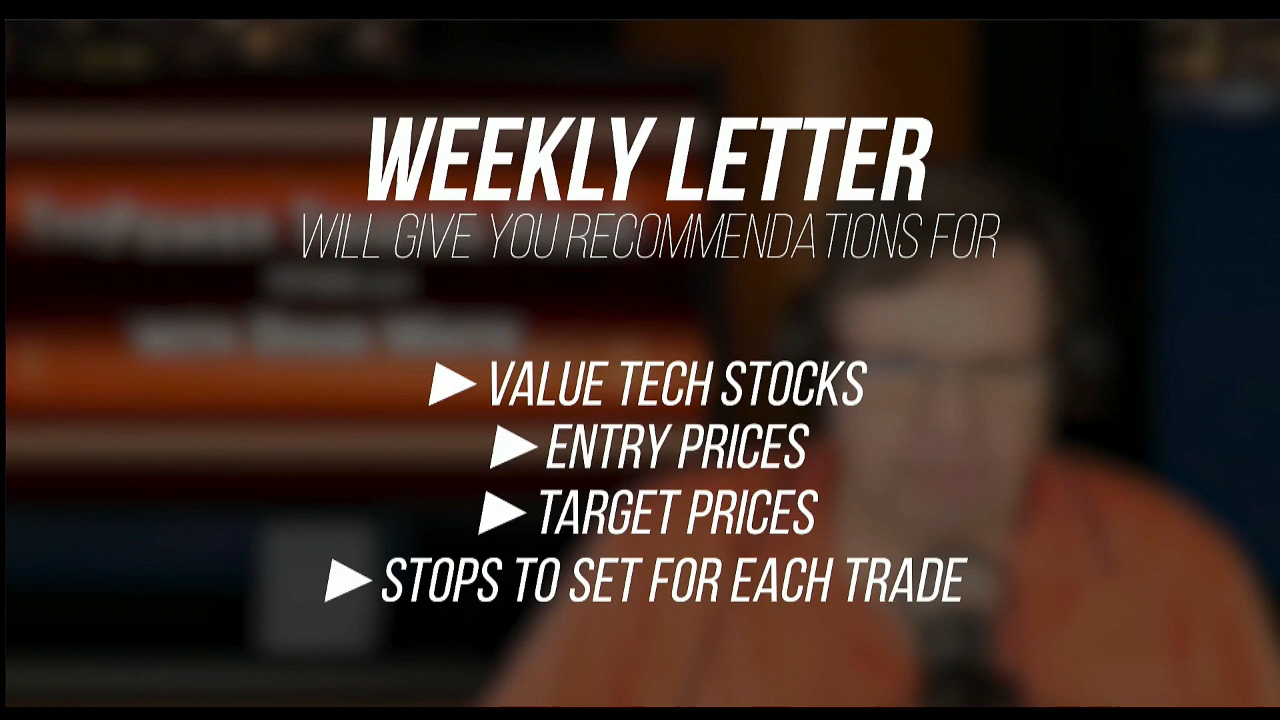 WEEKLY LETTER
WILL GIVE YOU RECOMMENDATIONS FOR
▶ VALUE TECH STOCKS
▶ ENTRY PRICES
▶ TARGET PRICES
▶ STOPS TO SET FOR EACH TRADE